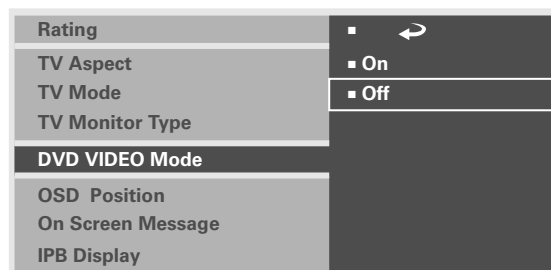 Rating
TV Aspect
TV Mode
TV Monitor Type
DVD VIDEO Mode
OSD Position
On Screen Message
IPB Display
On
Off